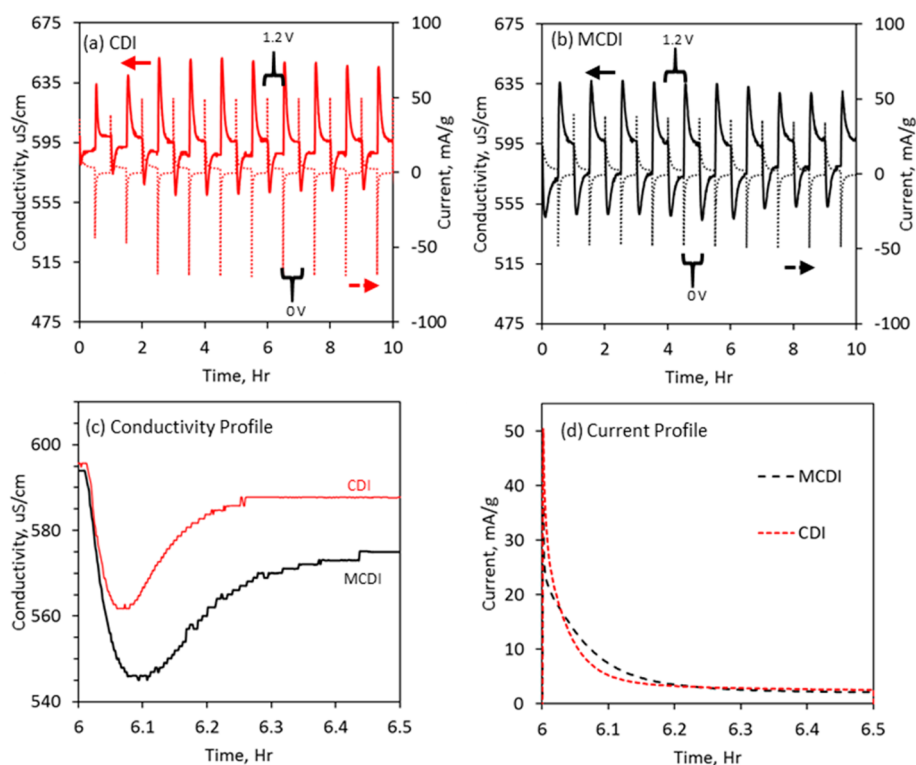 (a) CDI
1.2 V
0 V
Conductivity, uS/cm
675
635
595
555
515
475
100
50
0
-50
-100
Current, mA/g
0 2 4 6 8 10
Time, Hr
(b) MCDI
1.2 V
0 V
Conductivity, uS/cm
675
635
595
555
515
475
100
50
0
-50
-100
Current, mA/g
0 2 4 6 8 10
Time, Hr
(c) Conductivity Profile
CDI
MCDI
Conductivity, uS/cm
600
580
560
540
6 6.1 6.2 6.3 6.4 6.5
Time, Hr
(d) Current Profile
MCDI
CDI
Current, mA/g
50
40
30
20
10
0
6 6.1 6.2 6.3 6.4 6.5
Time, Hr